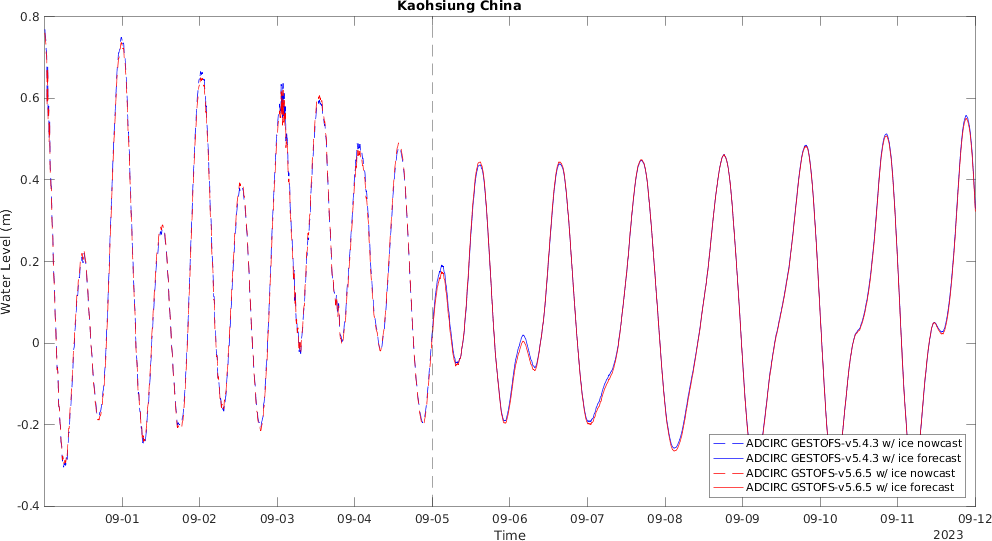 Kaohsiung China
0.8
0.6
0.4
0.2
0
-0.2
-0.4
Water Level (m)
ADCIRC GESTOFS-v5.4.3 w/ ice nowcast
ADCIRC GESTOFS-v5.4.3 w/ ice forecast
ADCIRC GSTOFS-v5.6.5 w/ ice nowcast
ADCIRC GSTOFS-v5.6.5 w/ ice forecast
09-01 09-02 09-03 09-04 09-05 09-06 09-07 09-08 09-09 09-10 09-11 09-12
Time
2023